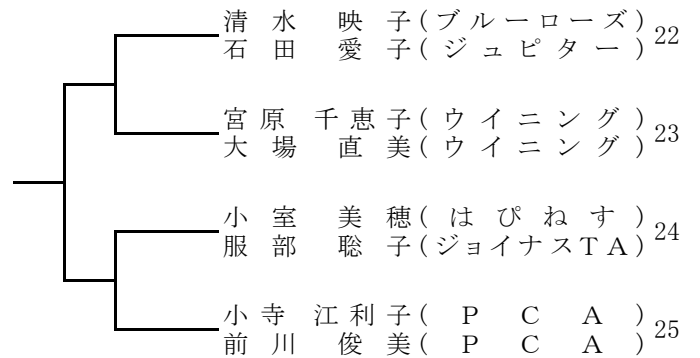 清水 映子(ブルーローズ) 22
石田 愛子(ジュピター)
宮原 千恵子(ウイニング) 23
大場 直美(ウイニング)
小室 美穂(はぴねす) 24
服部 聡子(ジョイナスTA)
小寺 江利子(PCA) 25
前川 俊美(PCA)